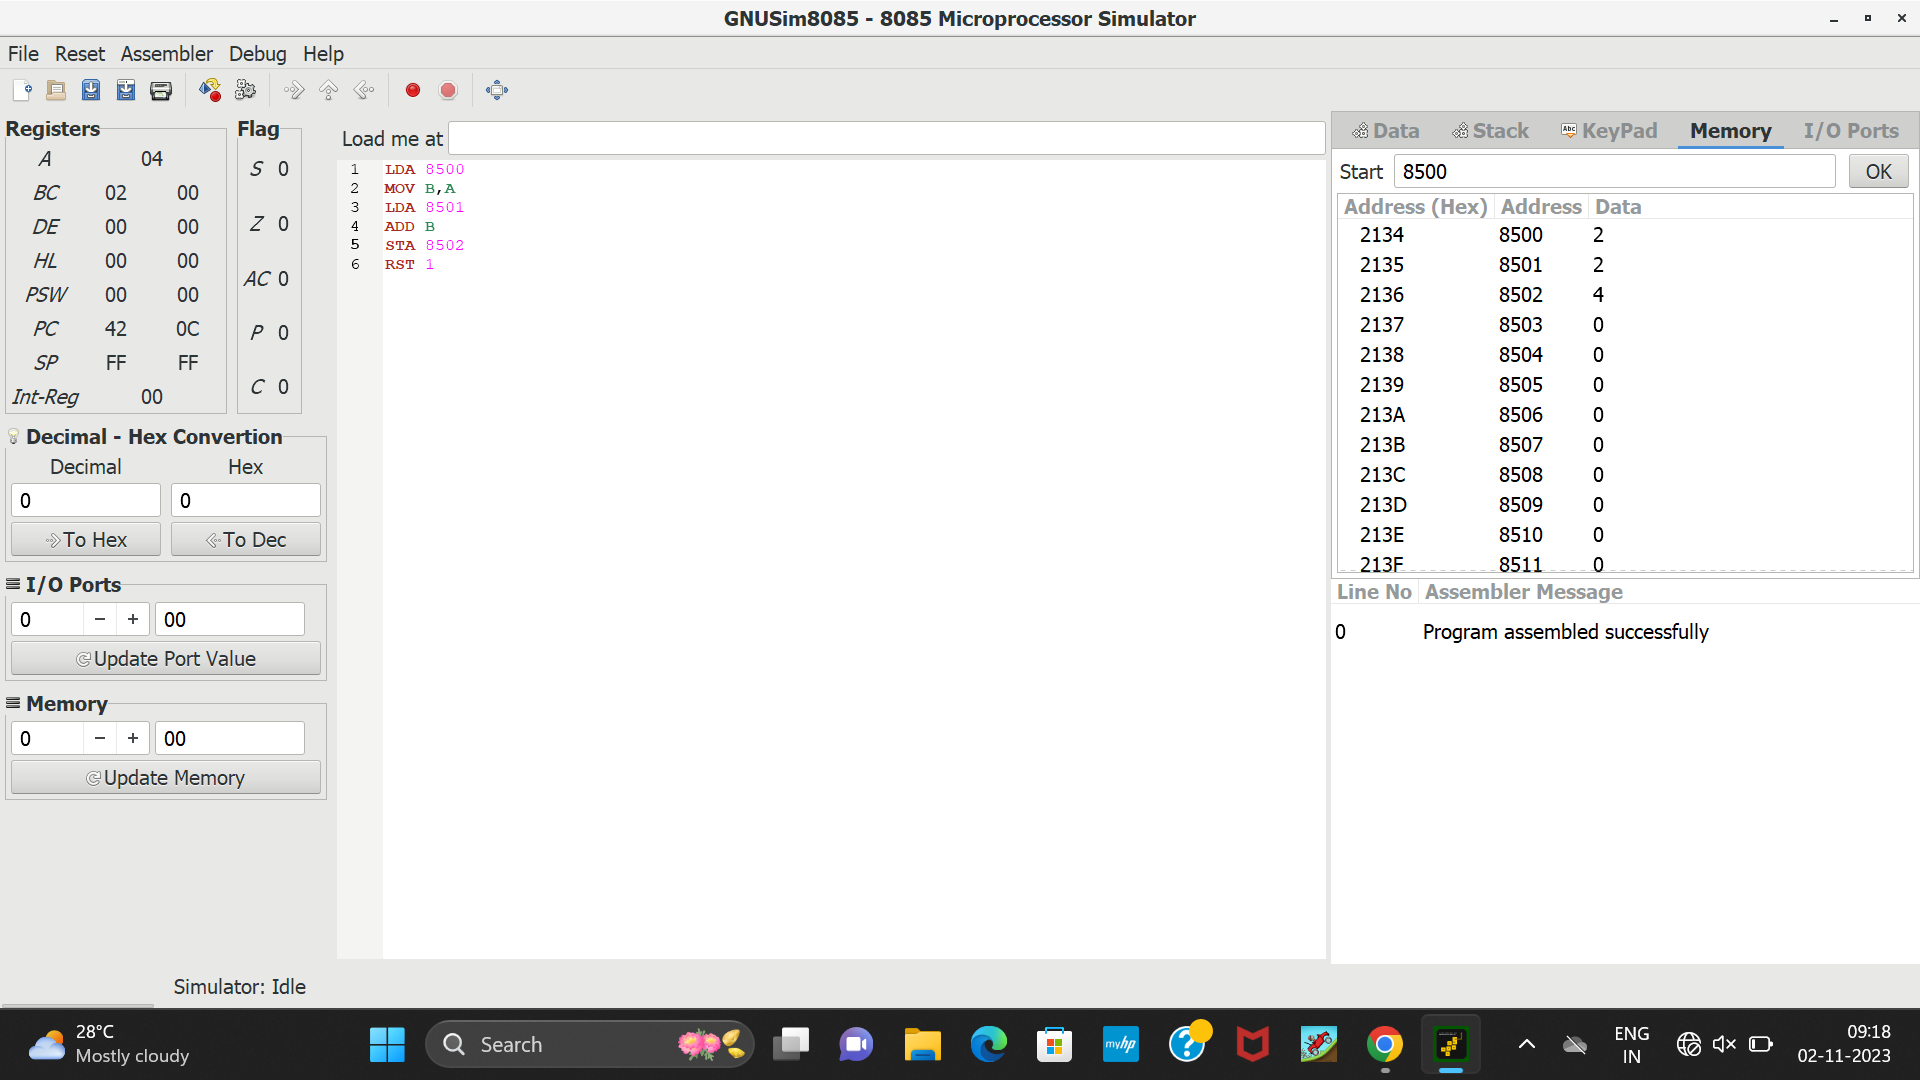 GNUSim8085 - 8085 Microprocessor Simulator
File Reset Assembler Debug Help
Registers
A 04
BC 02 00
DE 00 00
HL 00 00
PSW 00 00
PC 42 0C
SP FF FF
Int-Reg 00
Flag
S 0
Z 0
AC 0
P 0
C 0
Decimal - Hex Convertion
Decimal Hex
0 0
To Hex To Dec
I/O Ports
0 − + 00
Update Port Value
Memory
0 − + 00
Update Memory
Load me at
1 LDA 8500
2 MOV B,A
3 LDA 8501
4 ADD B
5 STA 8502
6 RST 1
Data Stack Abc KeyPad Memory I/O Ports
Start 8500 OK
Address (Hex) Address Data
2134 8500 2
2135 8501 2
2136 8502 4
2137 8503 0
2138 8504 0
2139 8505 0
213A 8506 0
213B 8507 0
213C 8508 0
213D 8509 0
213E 8510 0
213F 8511 0
Line No Assembler Message
0 Program assembled successfully
Simulator: Idle
28°C
Mostly cloudy
Search
myhp
ENG
IN
09:18
02-11-2023